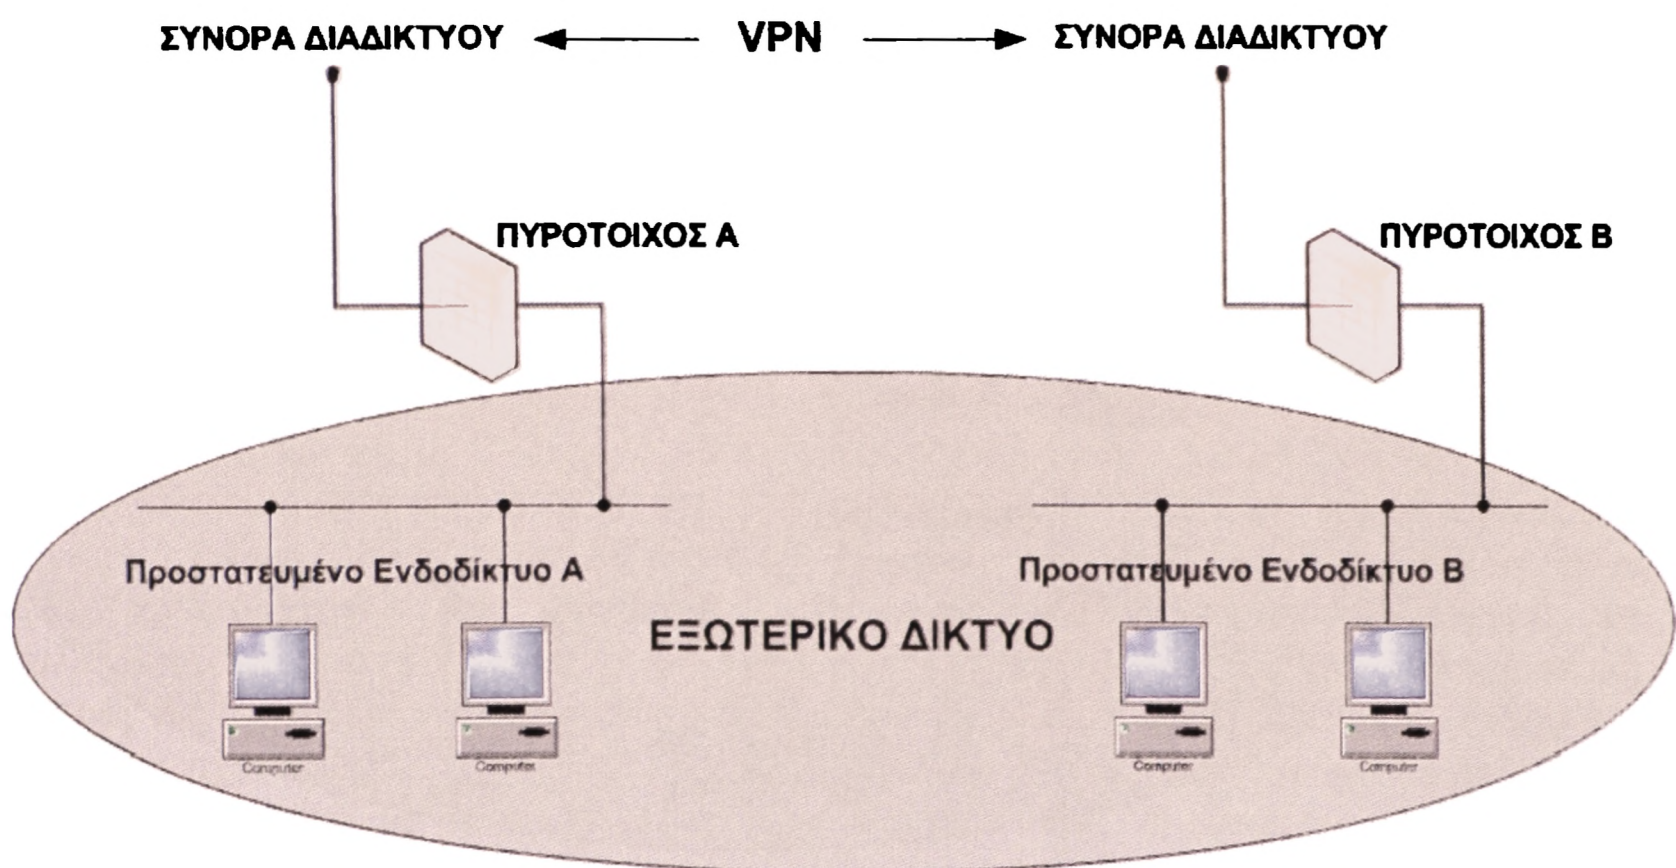 ΣΥΝΟΡΑ ΔΙΑΔΙΚΤΥΟΥ VPN ΣΥΝΟΡΑ ΔΙΑΔΙΚΤΥΟΥ
ΠΥΡΟΤΟΙΧΟΣ Α ΠΥΡΟΤΟΙΧΟΣ Β
Προστατευμένο Ενδοδίκτυο Α Προστατευμένο Ενδοδίκτυο Β
ΕΞΩΤΕΡΙΚΟ ΔΙΚΤΥΟ
Computer Computer Computer Computer